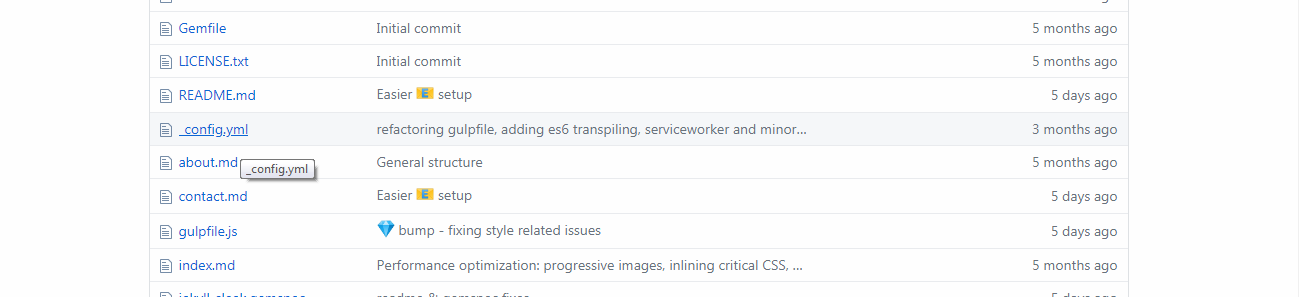 Gemfile Initial commit 5 months ago
LICENSE.txt Initial commit 5 months ago
README.md Easier 📧 setup 5 days ago
_config.yml refactoring gulpfile, adding es6 transpiling, serviceworker and minor... 3 months ago
about.md General structure 5 months ago
_config.yml
contact.md Easier 📧 setup 5 days ago
gulpfile.js 💎 bump - fixing style related issues 5 days ago
index.md Performance optimization: progressive images, inlining critical CSS, ... 5 months ago